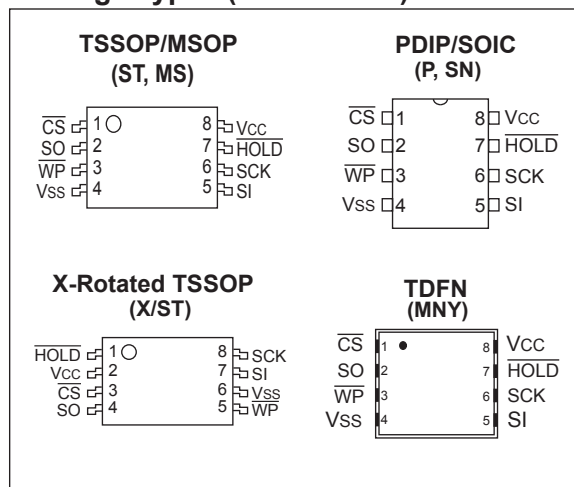 TSSOP/MSOP
(ST, MS)
CS 1 8 VCC
SO 2 7 HOLD
WP 3 6 SCK
VSS 4 5 SI
PDIP/SOIC
(P, SN)
CS 1 8 VCC
SO 2 7 HOLD
WP 3 6 SCK
VSS 4 5 SI
X-Rotated TSSOP
(X/ST)
HOLD 1 8 SCK
VCC 2 7 SI
CS 3 6 VSS
SO 4 5 WP
TDFN
(MNY)
CS 1 8 VCC
SO 2 7 HOLD
WP 3 6 SCK
VSS 4 5 SI